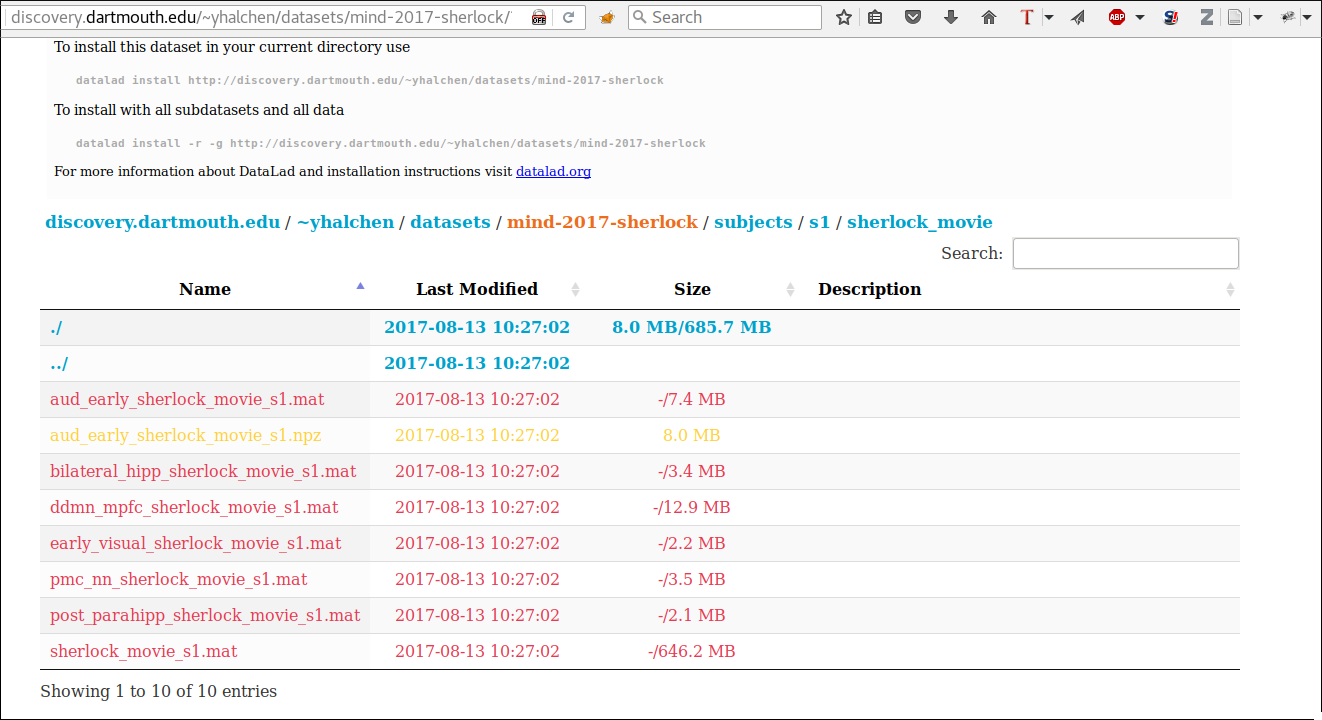 discovery.dartmouth.edu/~yhalchen/datasets/mind-2017-sherlock/
Search
To install this dataset in your current directory use
datalad install http://discovery.dartmouth.edu/~yhalchen/datasets/mind-2017-sherlock
To install with all subdatasets and all data
datalad install -r -g http://discovery.dartmouth.edu/~yhalchen/datasets/mind-2017-sherlock
For more information about DataLad and installation instructions visit datalad.org
discovery.dartmouth.edu / ~yhalchen / datasets / mind-2017-sherlock / subjects / s1 / sherlock_movie
Search:
Name Last Modified Size Description
./ 2017-08-13 10:27:02 8.0 MB/685.7 MB
../ 2017-08-13 10:27:02
aud_early_sherlock_movie_s1.mat 2017-08-13 10:27:02 -/7.4 MB
aud_early_sherlock_movie_s1.npz 2017-08-13 10:27:02 8.0 MB
bilateral_hipp_sherlock_movie_s1.mat 2017-08-13 10:27:02 -/3.4 MB
ddmn_mpfc_sherlock_movie_s1.mat 2017-08-13 10:27:02 -/12.9 MB
early_visual_sherlock_movie_s1.mat 2017-08-13 10:27:02 -/2.2 MB
pmc_nn_sherlock_movie_s1.mat 2017-08-13 10:27:02 -/3.5 MB
post_parahipp_sherlock_movie_s1.mat 2017-08-13 10:27:02 -/2.1 MB
sherlock_movie_s1.mat 2017-08-13 10:27:02 -/646.2 MB
Showing 1 to 10 of 10 entries